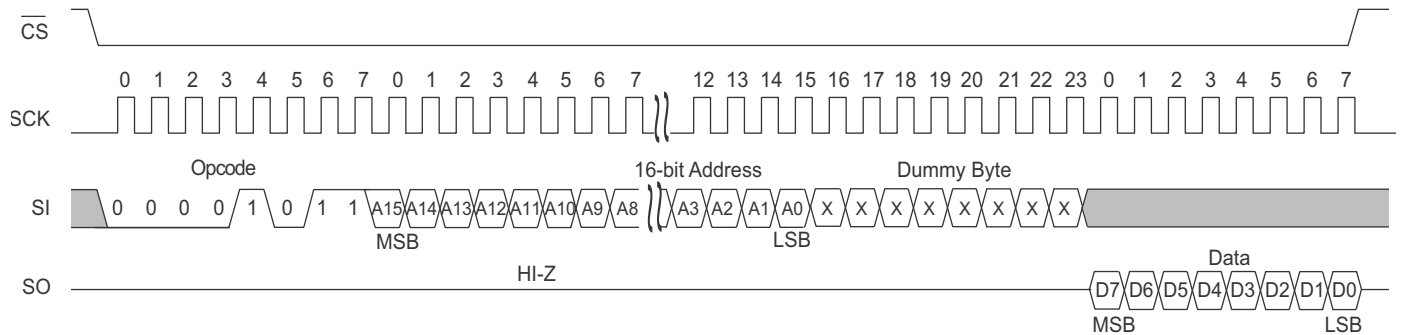 CS
0 1 2 3 4 5 6 7 0 1 2 3 4 5 6 7 12 13 14 15 16 17 18 19 20 21 22 23 0 1 2 3 4 5 6 7
SCK
Opcode 16-bit Address Dummy Byte
SI 0 0 0 0 1 0 1 1 A15 A14 A13 A12 A11 A10 A9 A8 A3 A2 A1 A0 X X X X X X X X
MSB LSB
HI-Z Data
SO D7 D6 D5 D4 D3 D2 D1 D0
MSB LSB